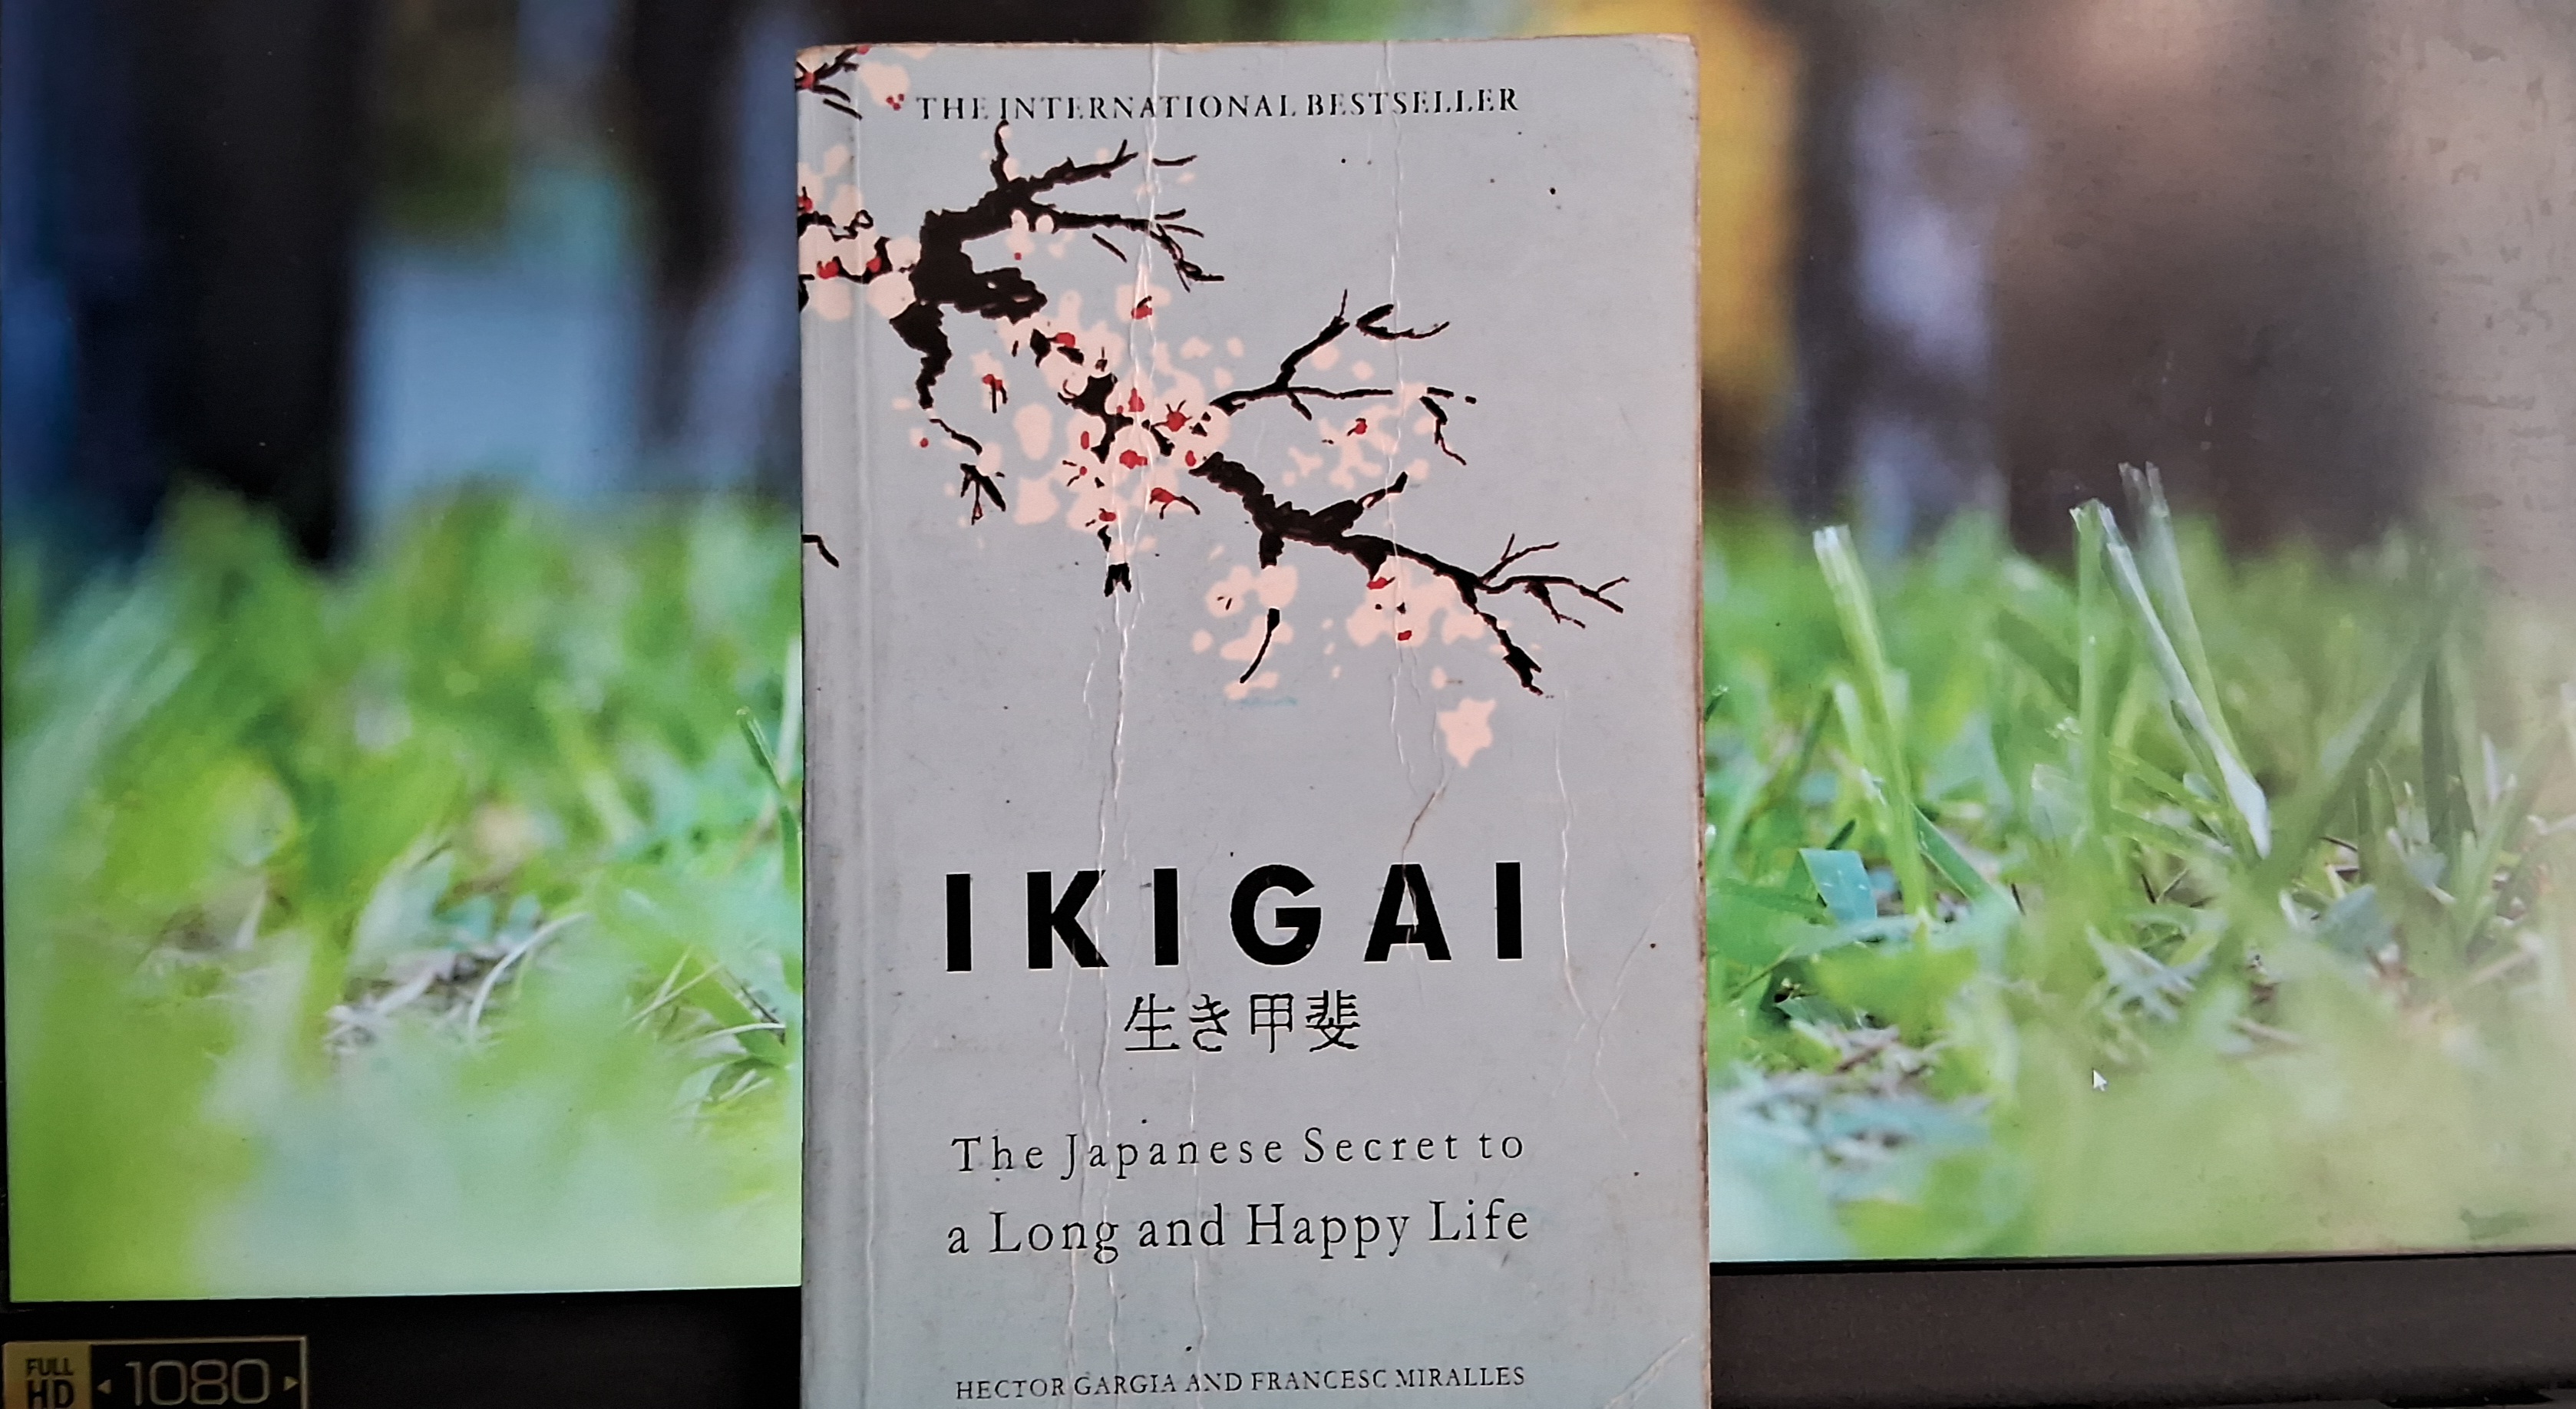 THE INTERNATIONAL BESTSELLER
IKIGAI
生き甲斐
The Japanese Secret to
a Long and Happy Life
HECTOR GARGIA AND FRANCESC MIRALLES
FULL HD 1080